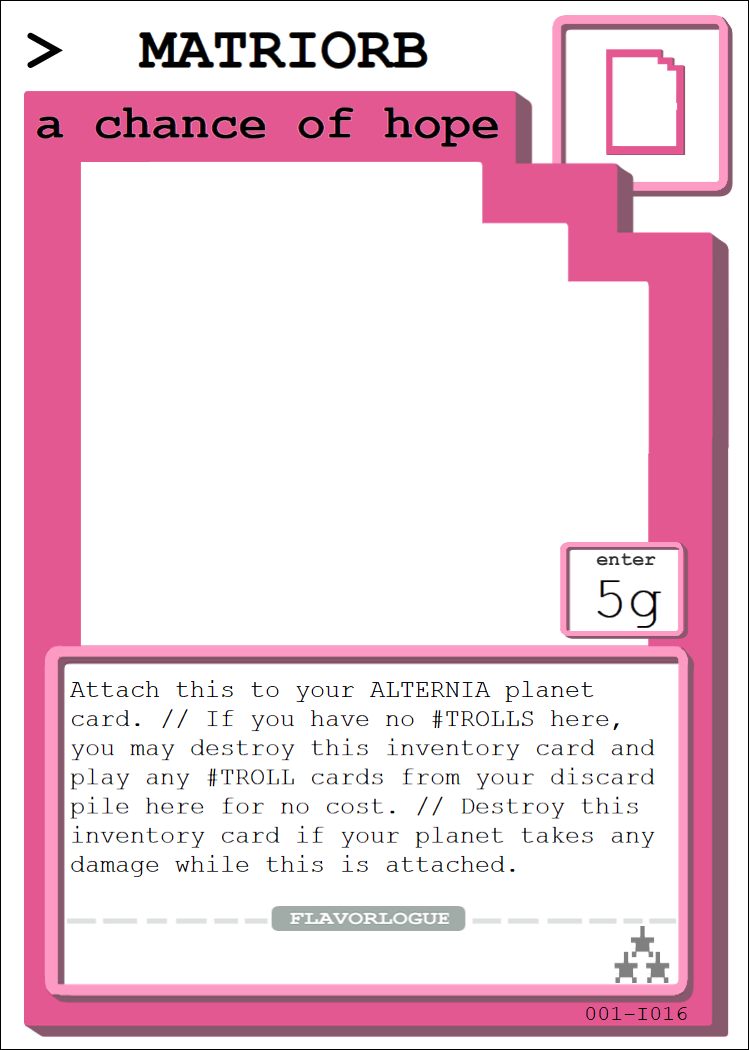 > MATRIORB
a chance of hope
enter
5g
Attach this to your ALTERNIA planet
card. // If you have no #TROLLS here,
you may destroy this inventory card and
play any #TROLL cards from your discard
pile here for no cost. // Destroy this
inventory card if your planet takes any
damage while this is attached.
FLAVORLOGUE
001-I016